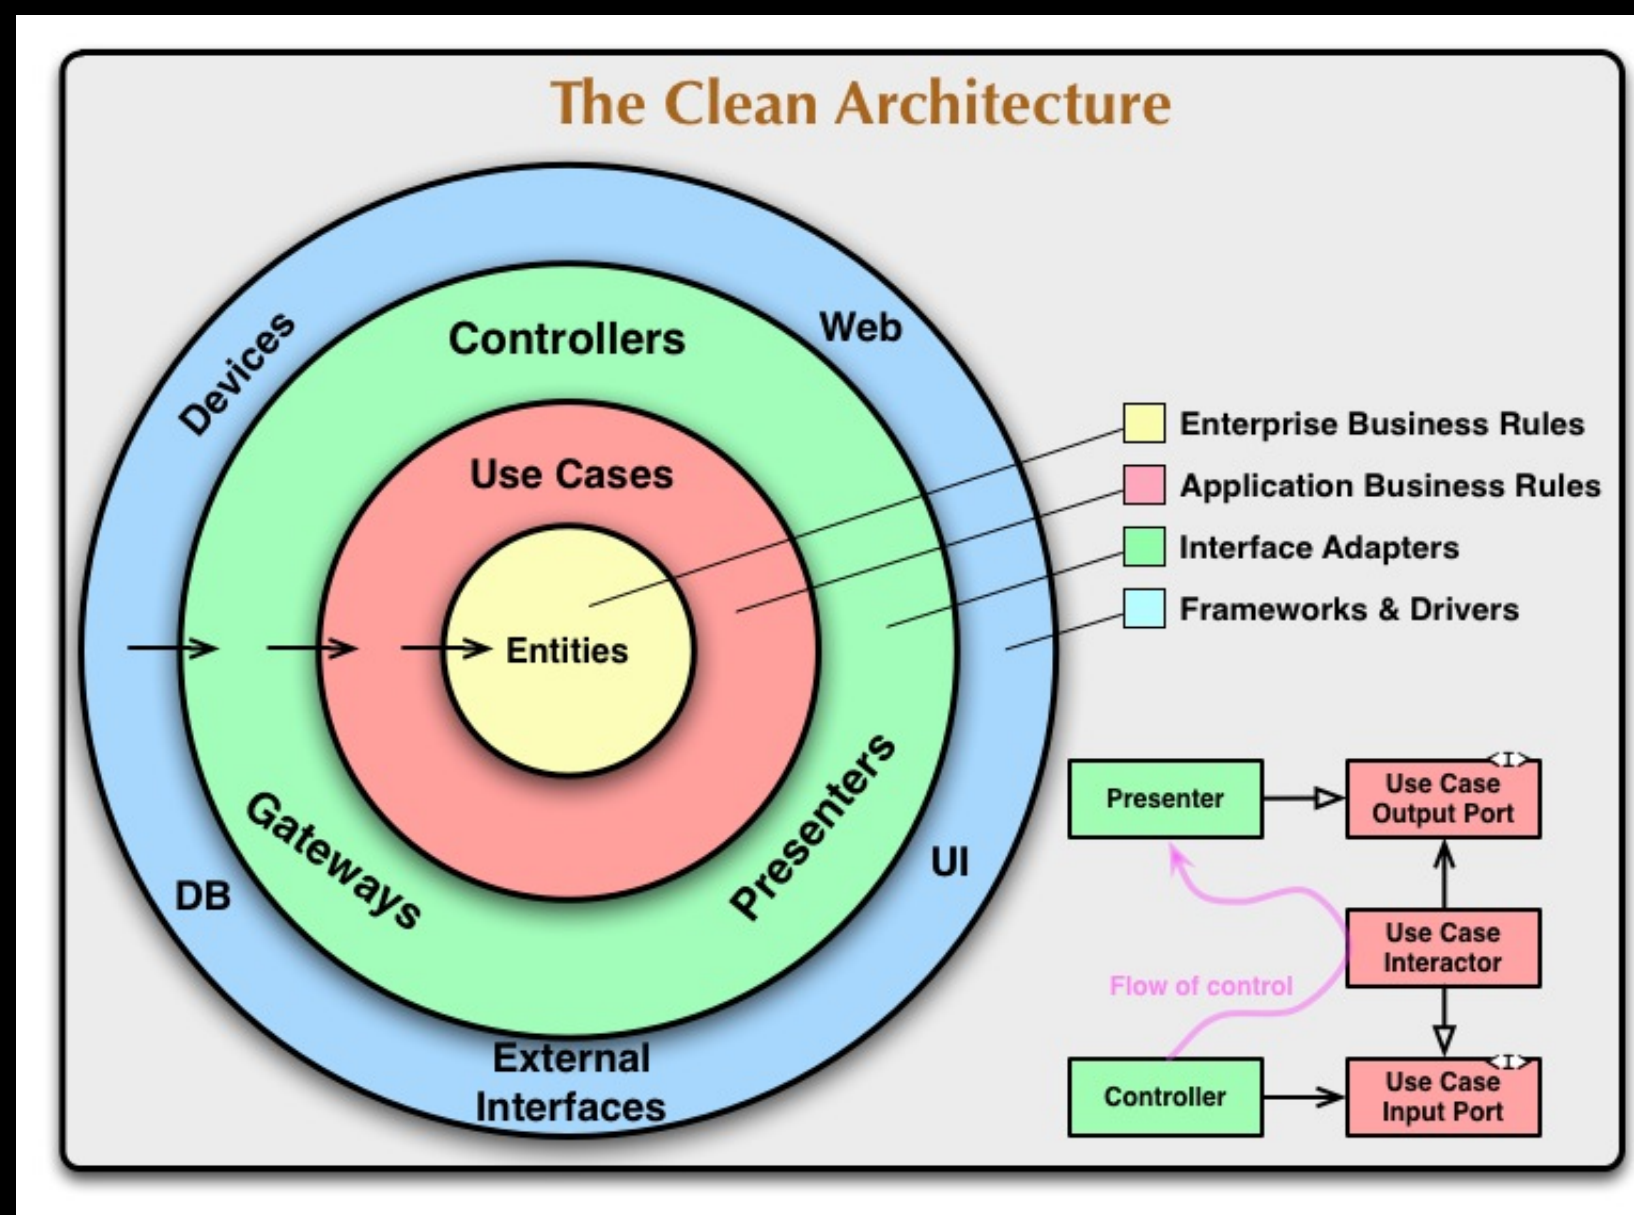 The Clean Architecture
Devices
Web
Controllers
Use Cases
Entities
Gateways
Presenters
DB
UI
External
Interfaces
Enterprise Business Rules
Application Business Rules
Interface Adapters
Frameworks & Drivers
Presenter
<I>
Use Case
Output Port
Use Case
Interactor
Flow of control
Controller
<I>
Use Case
Input Port